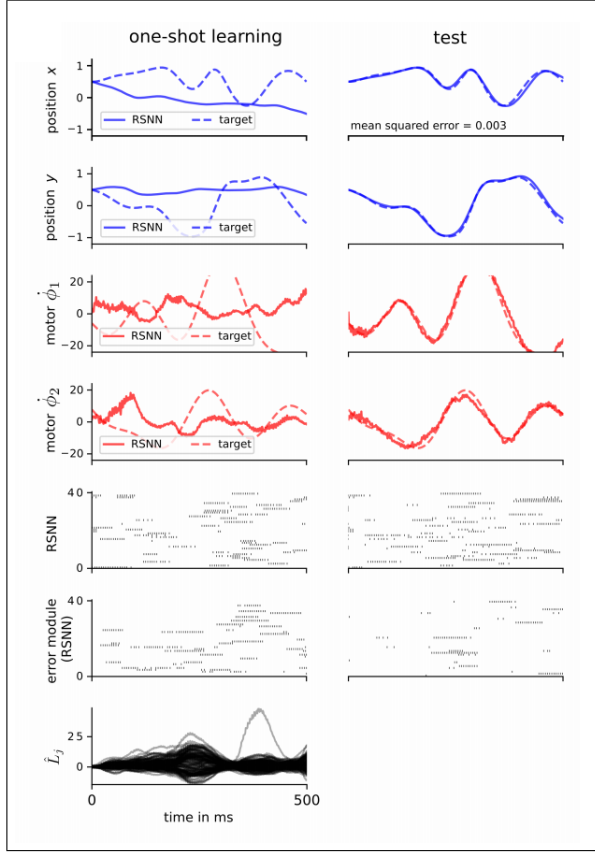 one-shot learning
test
position x
1
0
−1
RSNN
target
mean squared error = 0.003
position y
1
0
−1
RSNN
target
motor ϕ̇₁
20
0
−20
RSNN
target
motor ϕ̇₂
20
0
−20
RSNN
target
RSNN
40
0
error module
(RSNN)
40
0
L̂ⱼ
25
0
0
500
time in ms